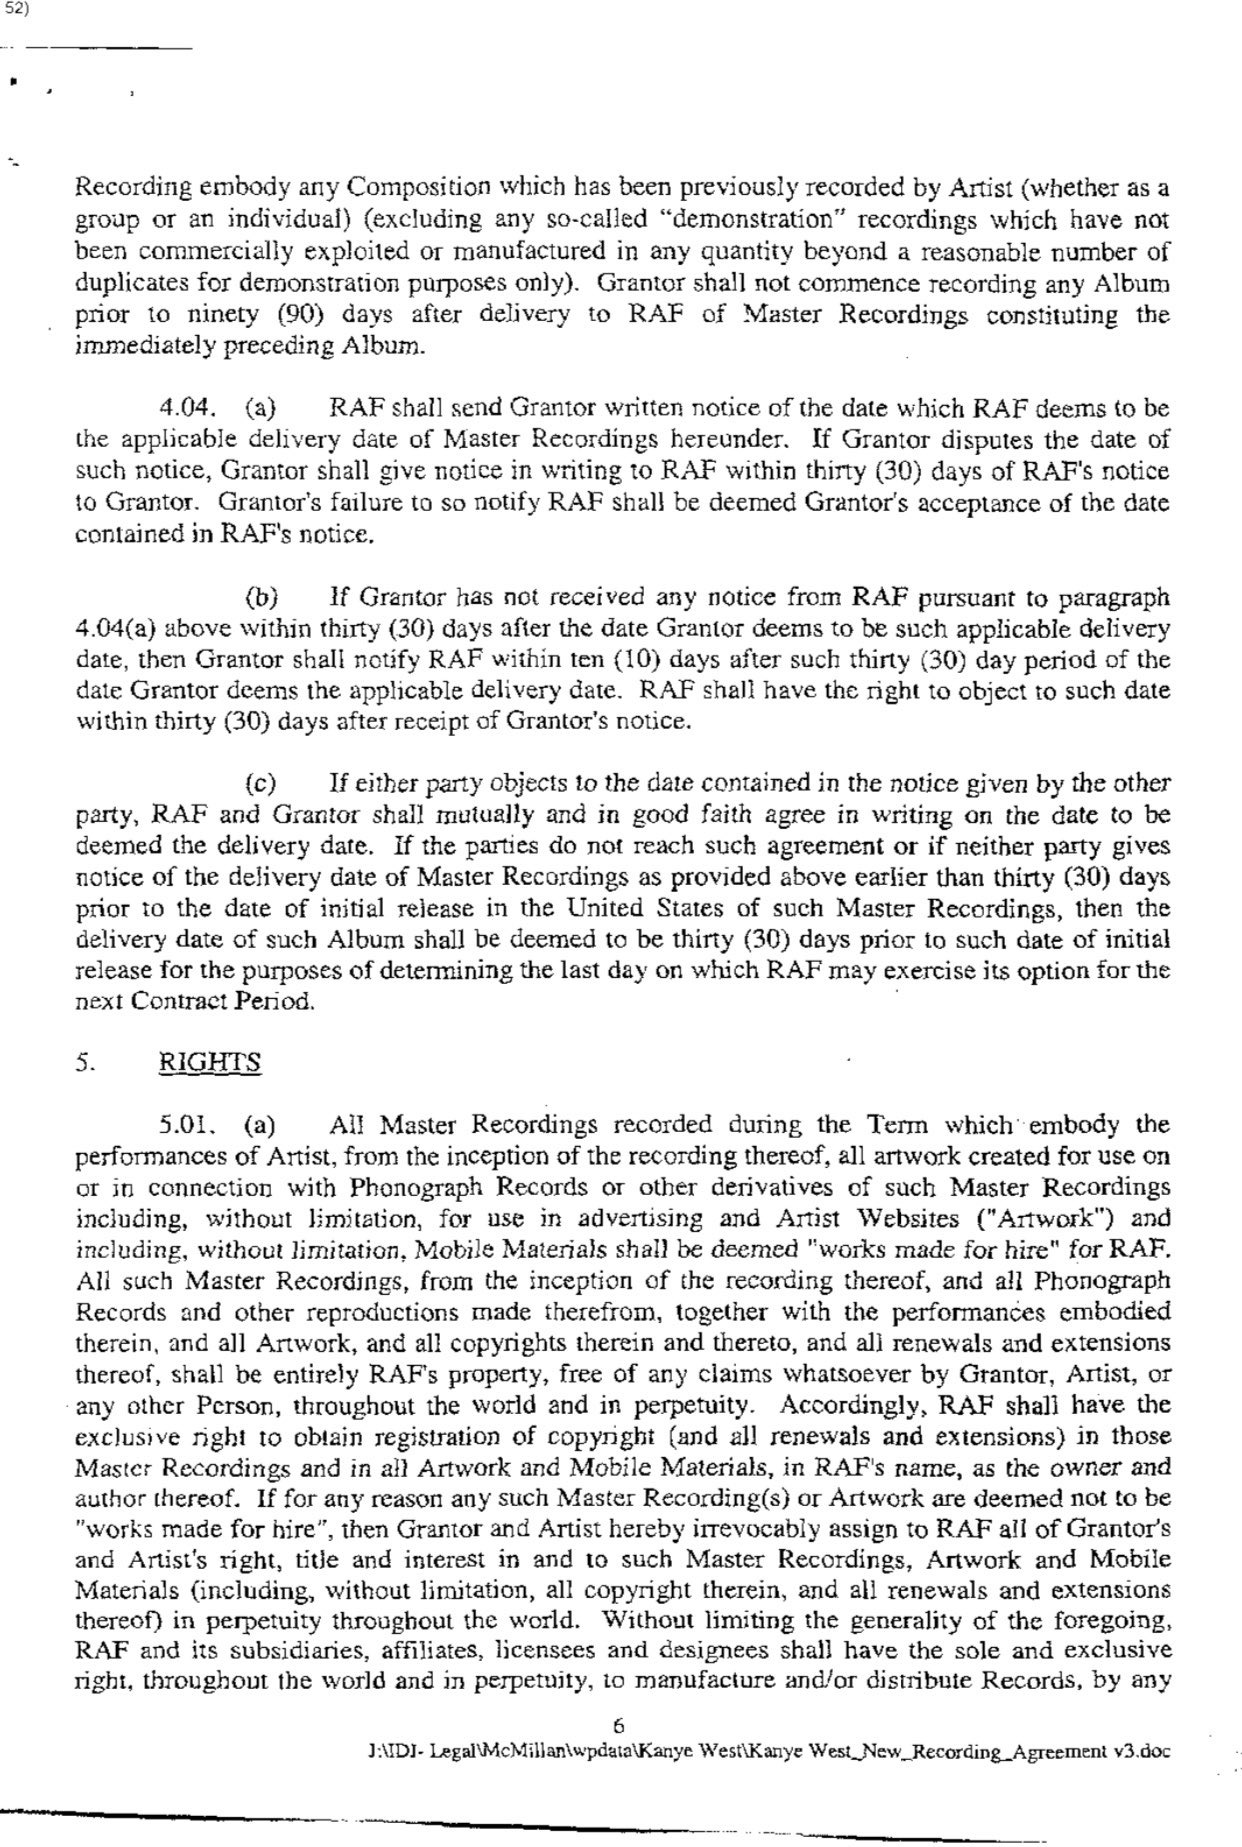 52)
Recording embody any Composition which has been previously recorded by Artist (whether as a
group or an individual) (excluding any so-called “demonstration” recordings which have not
been commercially exploited or manufactured in any quantity beyond a reasonable number of
duplicates for demonstration purposes only). Grantor shall not commence recording any Album
prior to ninety (90) days after delivery to RAF of Master Recordings constituting the
immediately preceding Album.
4.04. (a) RAF shall send Grantor written notice of the date which RAF deems to be
the applicable delivery date of Master Recordings hereunder. If Grantor disputes the date of
such notice, Grantor shall give notice in writing to RAF within thirty (30) days of RAF's notice
to Grantor. Grantor's failure to so notify RAF shall be deemed Grantor's acceptance of the date
contained in RAF's notice.
(b) If Grantor has not received any notice from RAF pursuant to paragraph
4.04(a) above within thirty (30) days after the date Grantor deems to be such applicable delivery
date, then Grantor shall notify RAF within ten (10) days after such thirty (30) day period of the
date Grantor deems the applicable delivery date. RAF shall have the right to object to such date
within thirty (30) days after receipt of Grantor's notice.
(c) If either party objects to the date contained in the notice given by the other
party, RAF and Grantor shall mutually and in good faith agree in writing on the date to be
deemed the delivery date. If the parties do not reach such agreement or if neither party gives
notice of the delivery date of Master Recordings as provided above earlier than thirty (30) days
prior to the date of initial release in the United States of such Master Recordings, then the
delivery date of such Album shall be deemed to be thirty (30) days prior to such date of initial
release for the purposes of determining the last day on which RAF may exercise its option for the
next Contract Period.
5. RIGHTS
5.01. (a) All Master Recordings recorded during the Term which embody the
performances of Artist, from the inception of the recording thereof, all artwork created for use on
or in connection with Phonograph Records or other derivatives of such Master Recordings
including, without limitation, for use in advertising and Artist Websites ("Artwork") and
including, without limitation, Mobile Materials shall be deemed "works made for hire" for RAF.
All such Master Recordings, from the inception of the recording thereof, and all Phonograph
Records and other reproductions made therefrom, together with the performances embodied
therein, and all Artwork, and all copyrights therein and thereto, and all renewals and extensions
thereof, shall be entirely RAF's property, free of any claims whatsoever by Grantor, Artist, or
any other Person, throughout the world and in perpetuity. Accordingly, RAF shall have the
exclusive right to obtain registration of copyright (and all renewals and extensions) in those
Master Recordings and in all Artwork and Mobile Materials, in RAF's name, as the owner and
author thereof. If for any reason any such Master Recording(s) or Artwork are deemed not to be
"works made for hire", then Grantor and Artist hereby irrevocably assign to RAF all of Grantor's
and Artist's right, title and interest in and to such Master Recordings, Artwork and Mobile
Materials (including, without limitation, all copyright therein, and all renewals and extensions
thereof) in perpetuity throughout the world. Without limiting the generality of the foregoing,
RAF and its subsidiaries, affiliates, licensees and designees shall have the sole and exclusive
right, throughout the world and in perpetuity, to manufacture and/or distribute Records, by any
6
J:\IDJ- Legal\McMillan\wpdata\Kanye West\Kanye West_New_Recording_Agreement v3.doc